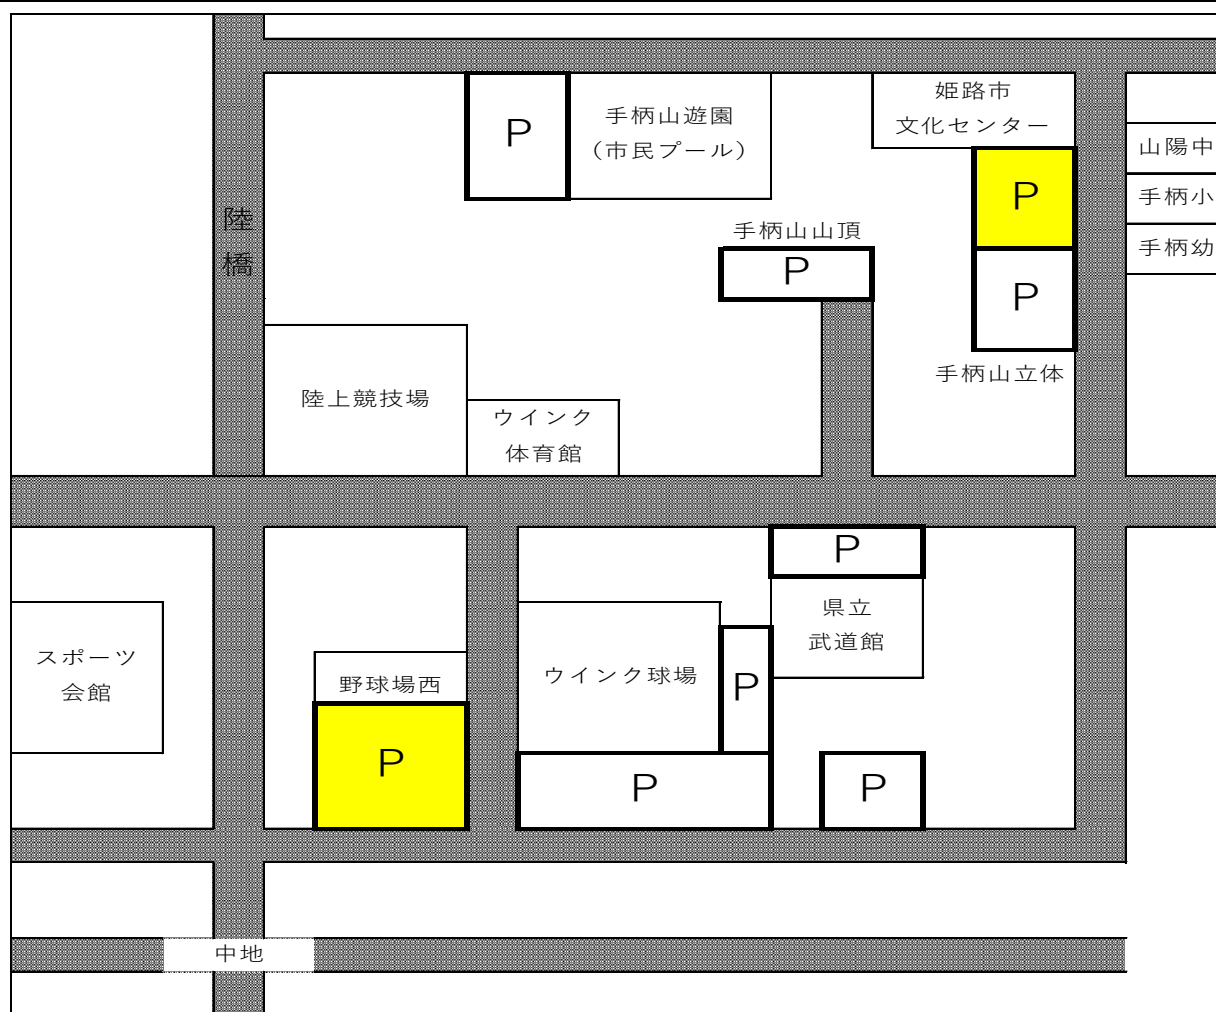 姫路市
文化センター
P
手柄山遊園
(市民プール)
山陽中
P
手柄小
陸
橋
手柄山山頂
手柄幼
P
P
手柄山立体
陸上競技場
ウインク
体育館
P
県立
武道館
スポーツ
会館
野球場西
ウインク球場
P
P
P
P
中地